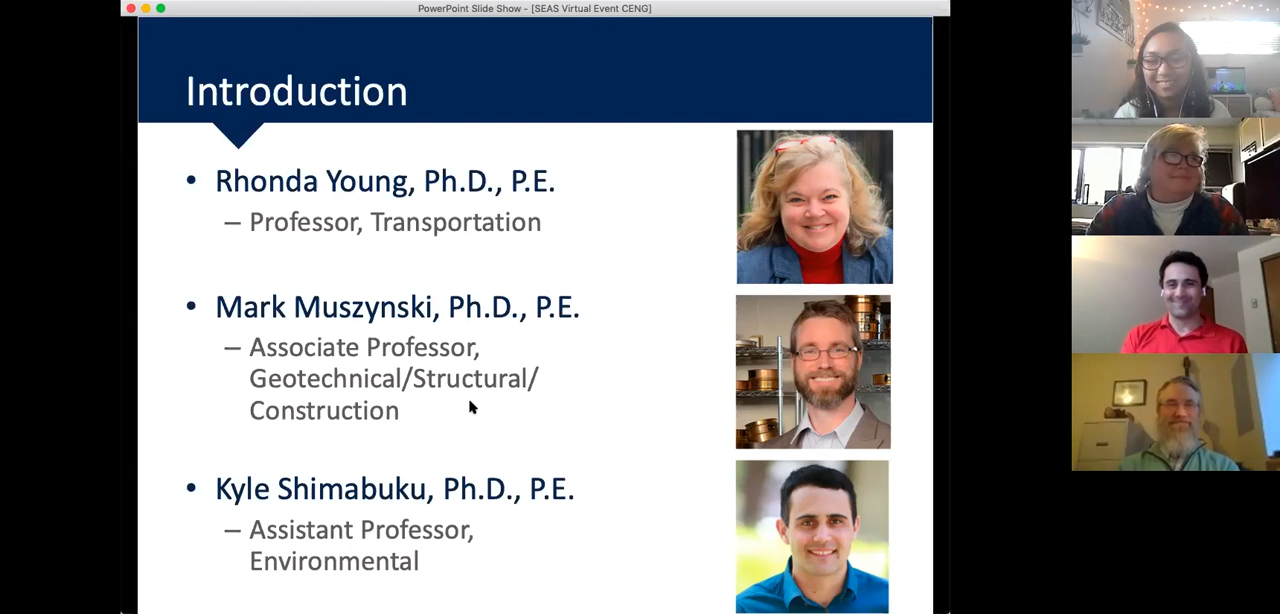 PowerPoint Slide Show - [SEAS Virtual Event CENG]
Introduction
• Rhonda Young, Ph.D., P.E.
– Professor, Transportation
• Mark Muszynski, Ph.D., P.E.
– Associate Professor,
Geotechnical/Structural/
Construction
• Kyle Shimabuku, Ph.D., P.E.
– Assistant Professor,
Environmental